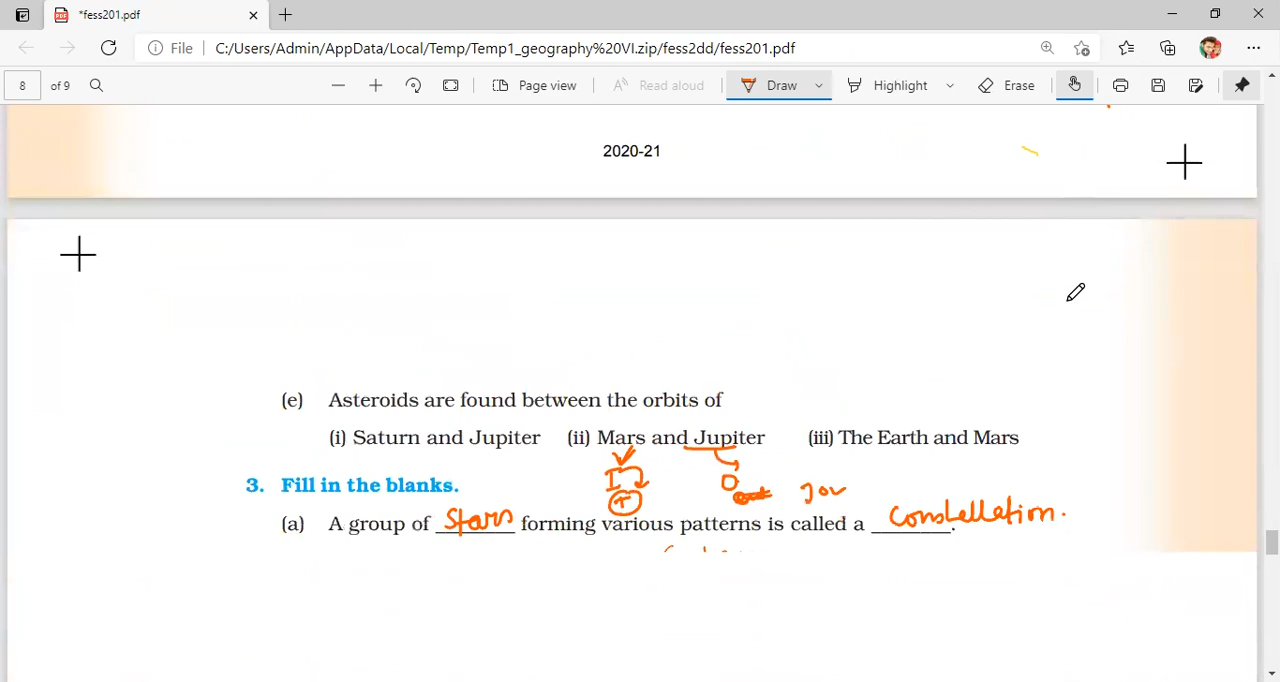 *fess201.pdf
File C:/Users/Admin/AppData/Local/Temp/Temp1_geography%20VI.zip/fess2dd/fess201.pdf
8 of 9 Page view Read aloud Draw Highlight Erase
2020-21
(e) Asteroids are found between the orbits of
(i) Saturn and Jupiter (ii) Mars and Jupiter (iii) The Earth and Mars
3. Fill in the blanks.
(a) A group of Stars forming various patterns is called a Constellation.